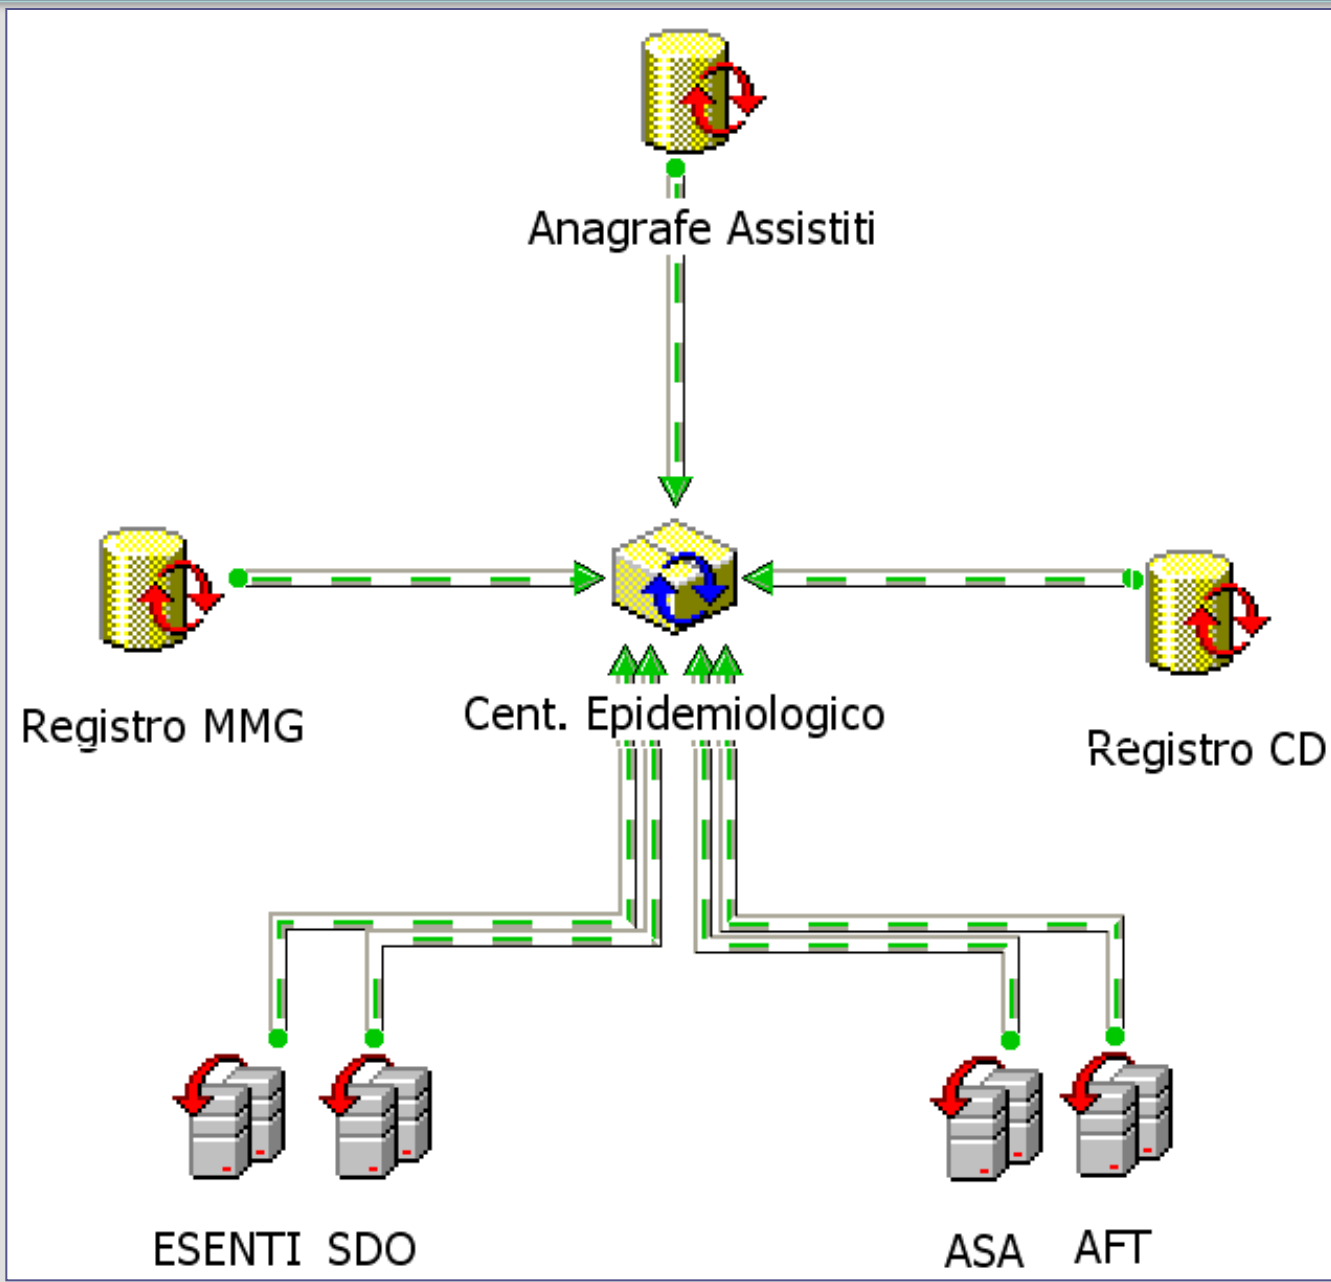 Anagrafe Assistiti
Registro MMG
Cent. Epidemiologico
Registro CD
ESENTI
SDO
ASA
AFT